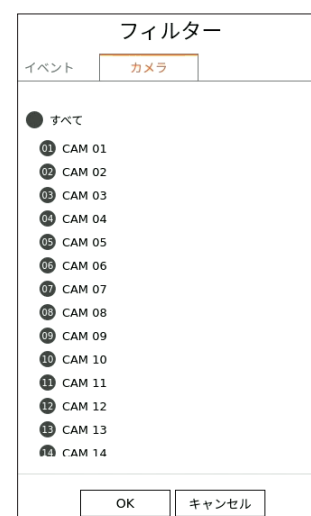 フィルター
イベント カメラ
すべて
01 CAM 01
02 CAM 02
03 CAM 03
04 CAM 04
05 CAM 05
06 CAM 06
07 CAM 07
08 CAM 08
09 CAM 09
10 CAM 10
11 CAM 11
12 CAM 12
13 CAM 13
14 CAM 14
OK キャンセル